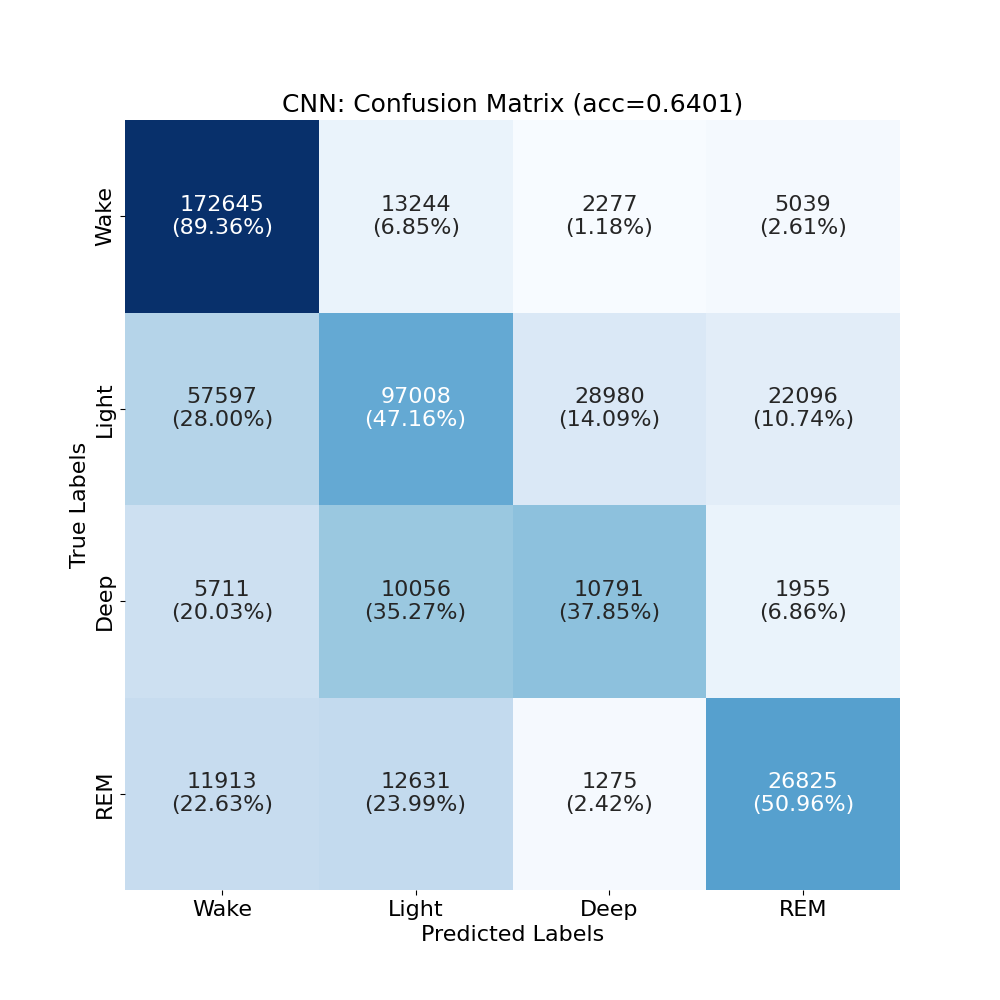 CNN: Confusion Matrix (acc=0.6401)
True Labels
Wake
172645
(89.36%)
13244
(6.85%)
2277
(1.18%)
5039
(2.61%)
Light
57597
(28.00%)
97008
(47.16%)
28980
(14.09%)
22096
(10.74%)
Deep
5711
(20.03%)
10056
(35.27%)
10791
(37.85%)
1955
(6.86%)
REM
11913
(22.63%)
12631
(23.99%)
1275
(2.42%)
26825
(50.96%)
Wake
Light
Deep
REM
Predicted Labels